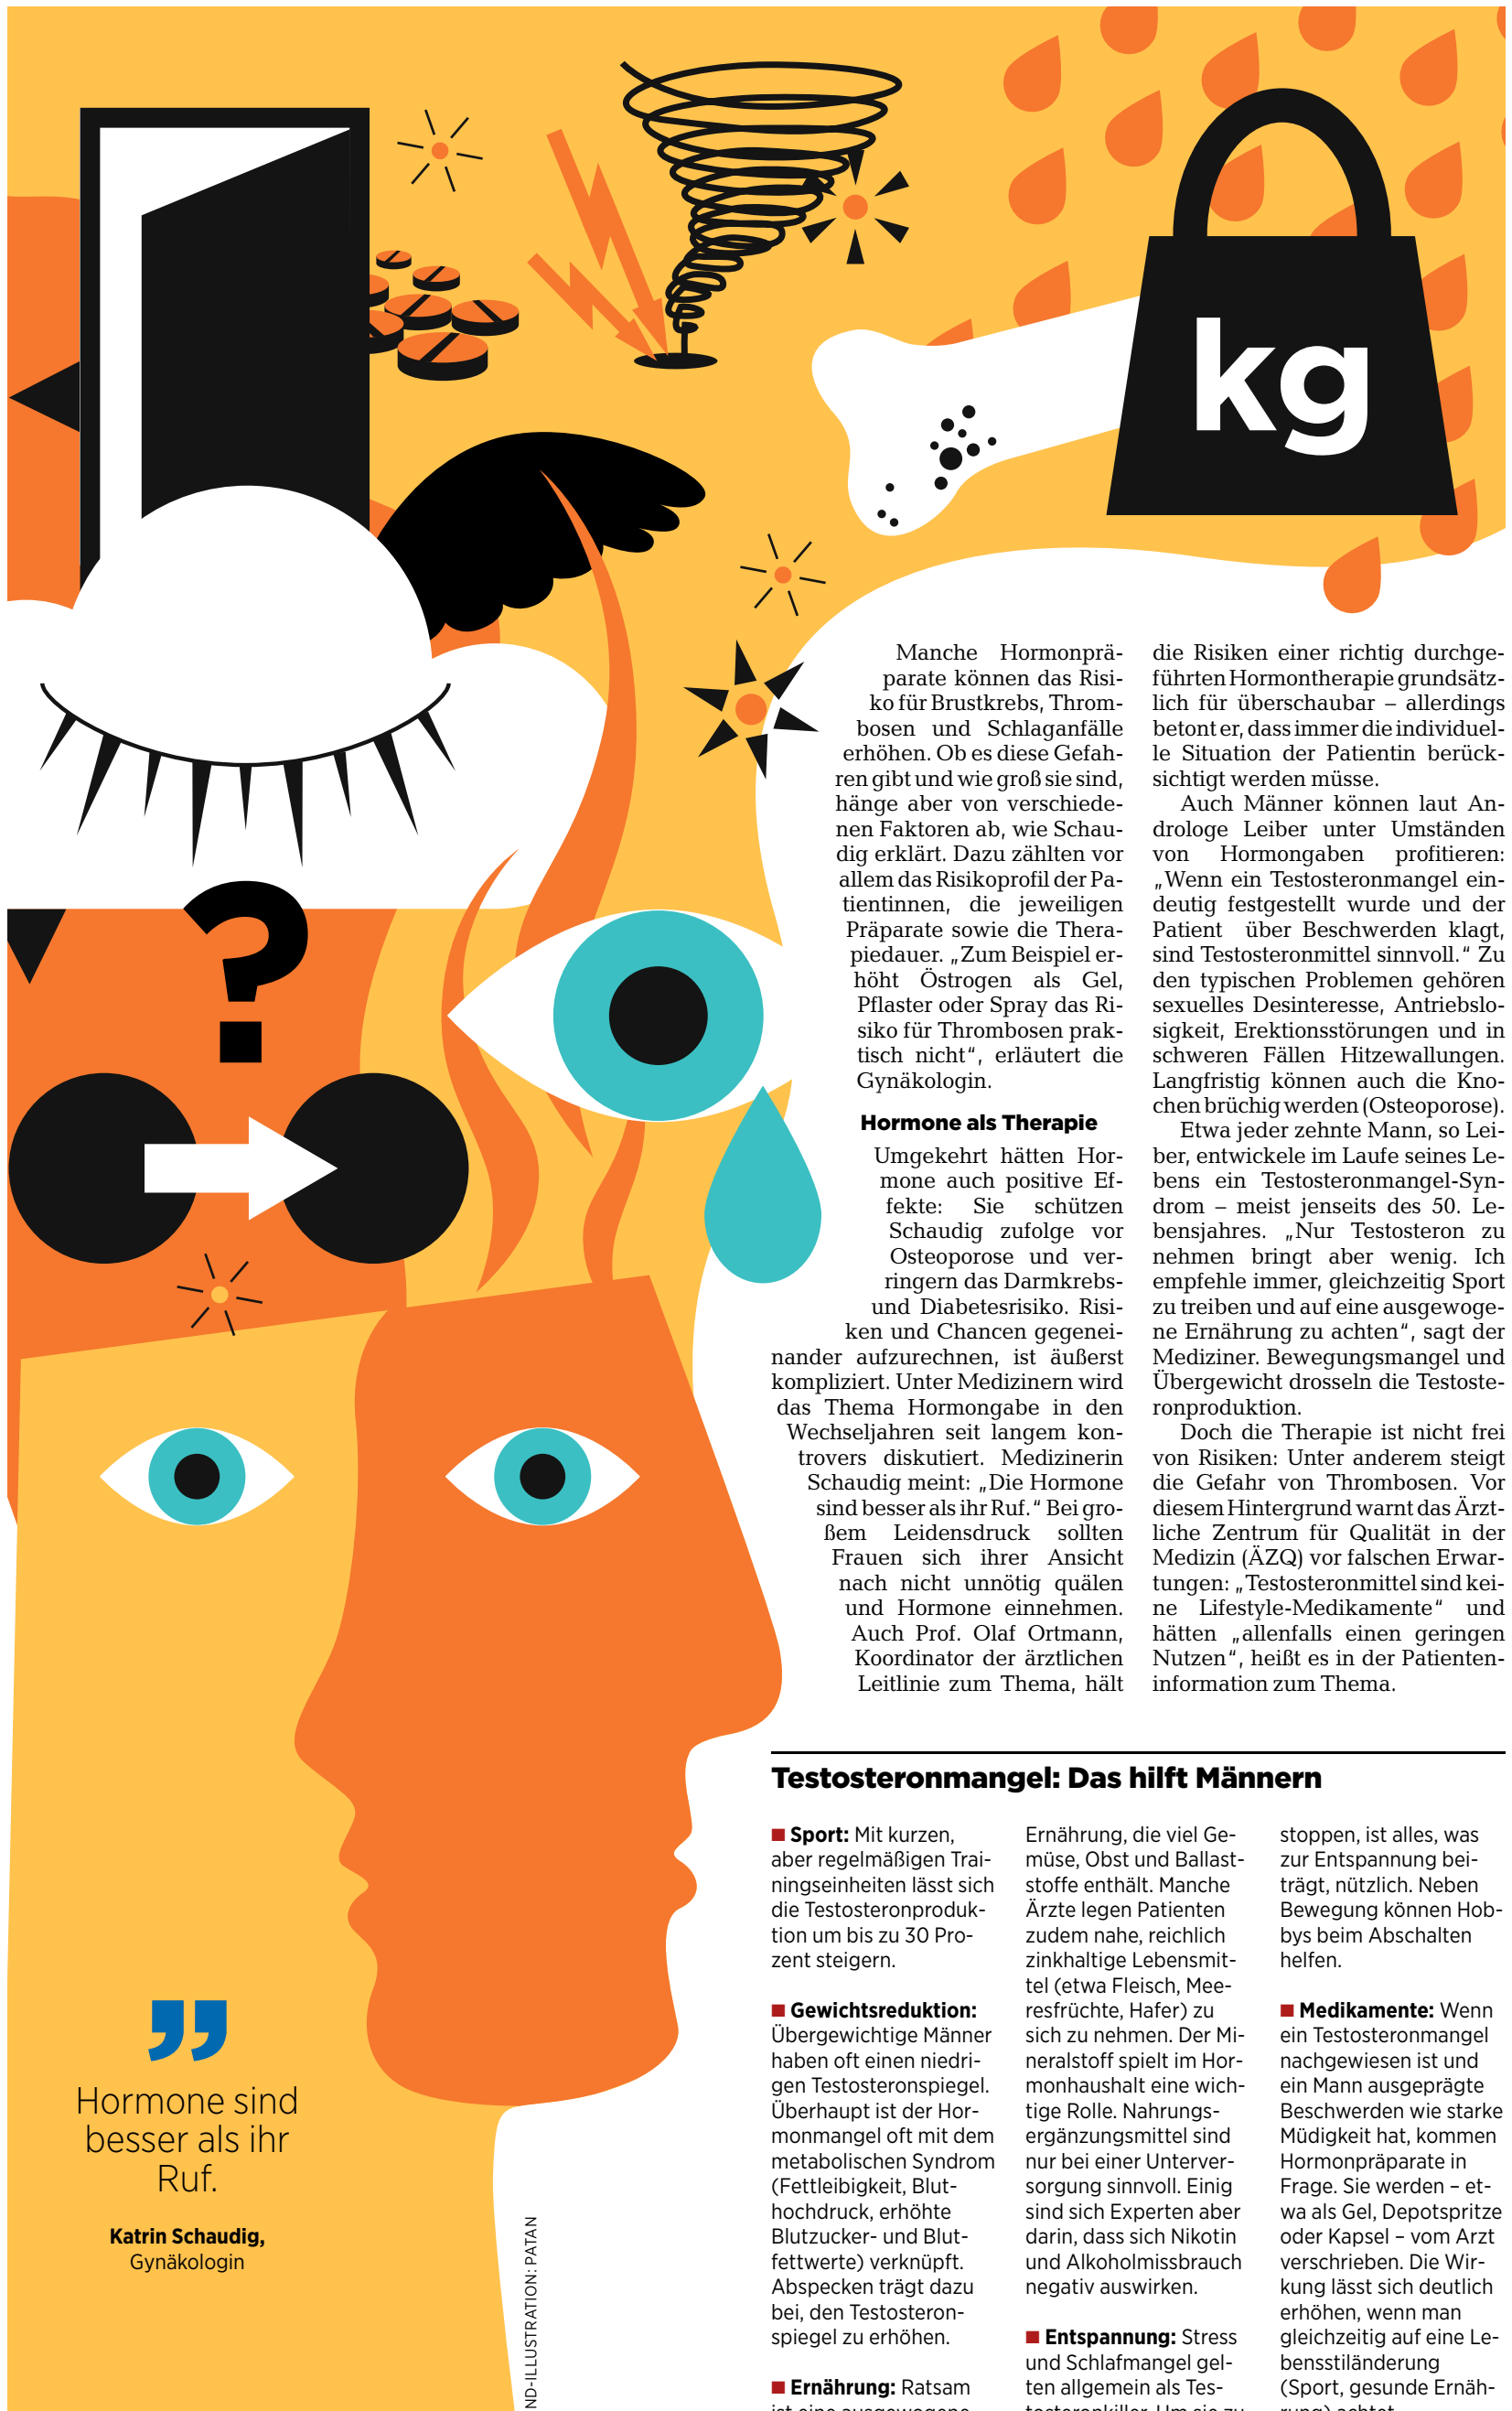 kg
?
Manche Hormonprä-
parate können das Risi-
ko für Brustkrebs, Throm-
bosen und Schlaganfälle
erhöhen. Ob es diese Gefah-
ren gibt und wie groß sie sind,
hänge aber von verschiede-
nen Faktoren ab, wie Schau-
dig erklärt. Dazu zählten vor
allem das Risikoprofil der Pa-
tientinnen, die jeweiligen
Präparate sowie die Thera-
piedauer. „Zum Beispiel er-
höht Östrogen als Gel,
Pflaster oder Spray das Ri-
siko für Thrombosen prak-
tisch nicht“, erläutert die
Gynäkologin.
Hormone als Therapie
Umgekehrt hätten Hor-
mone auch positive Ef-
fekte: Sie schützen
Schaudig zufolge vor
Osteoporose und ver-
ringern das Darmkrebs-
und Diabetesrisiko. Risi-
ken und Chancen gegenei-
nander aufzurechnen, ist äußerst
kompliziert. Unter Medizinern wird
das Thema Hormongabe in den
Wechseljahren seit langem kon-
trovers diskutiert. Medizinerin
Schaudig meint: „Die Hormone
sind besser als ihr Ruf.“ Bei gro-
ßem Leidensdruck sollten
Frauen sich ihrer Ansicht
nach nicht unnötig quälen
und Hormone einnehmen.
Auch Prof. Olaf Ortmann,
Koordinator der ärztlichen
Leitlinie zum Thema, hält
die Risiken einer richtig durchge-
führten Hormontherapie grundsätz-
lich für überschaubar – allerdings
betont er, dass immer die individuel-
le Situation der Patientin berück-
sichtigt werden müsse.
Auch Männer können laut An-
drologe Leiber unter Umständen
von Hormongaben profitieren:
„Wenn ein Testosteronmangel ein-
deutig festgestellt wurde und der
Patient über Beschwerden klagt,
sind Testosteronmittel sinnvoll.“ Zu
den typischen Problemen gehören
sexuelles Desinteresse, Antriebslo-
sigkeit, Erektionsstörungen und in
schweren Fällen Hitzewallungen.
Langfristig können auch die Kno-
chen brüchig werden (Osteoporose).
Etwa jeder zehnte Mann, so Lei-
ber, entwickele im Laufe seines Le-
bens ein Testosteronmangel-Syn-
drom – meist jenseits des 50. Le-
bensjahres. „Nur Testosteron zu
nehmen bringt aber wenig. Ich
empfehle immer, gleichzeitig Sport
zu treiben und auf eine ausgewoge-
ne Ernährung zu achten“, sagt der
Mediziner. Bewegungsmangel und
Übergewicht drosseln die Testoste-
ronproduktion.
Doch die Therapie ist nicht frei
von Risiken: Unter anderem steigt
die Gefahr von Thrombosen. Vor
diesem Hintergrund warnt das Ärzt-
liche Zentrum für Qualität in der
Medizin (ÄZQ) vor falschen Erwar-
tungen: „Testosteronmittel sind kei-
ne Lifestyle-Medikamente“ und
hätten „allenfalls einen geringen
Nutzen“, heißt es in der Patienten-
information zum Thema.
”
Hormone sind
besser als ihr
Ruf.
Katrin Schaudig,
Gynäkologin
ND-ILLUSTRATION: PATAN
Testosteronmangel: Das hilft Männern
■ Sport: Mit kurzen,
aber regelmäßigen Trai-
ningseinheiten lässt sich
die Testosteronproduk-
tion um bis zu 30 Pro-
zent steigern.
■ Gewichtsreduktion:
Übergewichtige Männer
haben oft einen niedri-
gen Testosteronspiegel.
Überhaupt ist der Hor-
monmangel oft mit dem
metabolischen Syndrom
(Fettleibigkeit, Blut-
hochdruck, erhöhte
Blutzucker- und Blut-
fettwerte) verknüpft.
Abspecken trägt dazu
bei, den Testosteron-
spiegel zu erhöhen.
■ Ernährung: Ratsam
ist eine ausgewogene
Ernährung, die viel Ge-
müse, Obst und Ballast-
stoffe enthält. Manche
Ärzte legen Patienten
zudem nahe, reichlich
zinkhaltige Lebensmit-
tel (etwa Fleisch, Mee-
resfrüchte, Hafer) zu
sich zu nehmen. Der Mi-
neralstoff spielt im Hor-
monhaushalt eine wich-
tige Rolle. Nahrungs-
ergänzungsmittel sind
nur bei einer Unterver-
sorgung sinnvoll. Einig
sind sich Experten aber
darin, dass sich Nikotin
und Alkoholmissbrauch
negativ auswirken.
■ Entspannung: Stress
und Schlafmangel gel-
ten allgemein als Tes-
tosteronkiller. Um sie zu
stoppen, ist alles, was
zur Entspannung bei-
trägt, nützlich. Neben
Bewegung können Hob-
bys beim Abschalten
helfen.
■ Medikamente: Wenn
ein Testosteronmangel
nachgewiesen ist und
ein Mann ausgeprägte
Beschwerden wie starke
Müdigkeit hat, kommen
Hormonpräparate in
Frage. Sie werden – et-
wa als Gel, Depotspritze
oder Kapsel – vom Arzt
verschrieben. Die Wir-
kung lässt sich deutlich
erhöhen, wenn man
gleichzeitig auf eine Le-
bensstiländerung
(Sport, gesunde Ernäh-
rung) achtet.